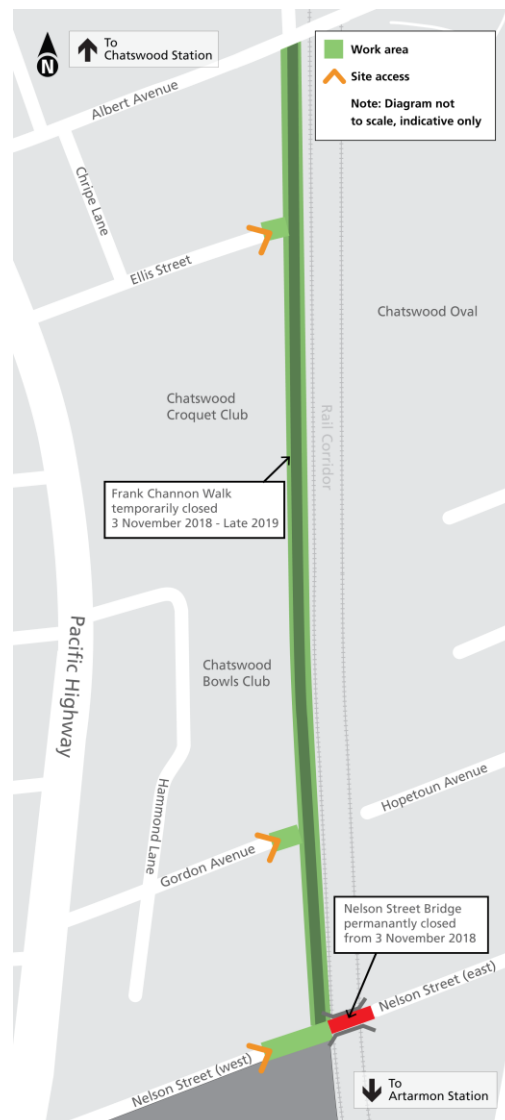 N
To
Chatswood Station
Work area
Site access
Note: Diagram not
to scale, indicative only
Albert Avenue
Chripe Lane
Ellis Street
Chatswood Oval
Chatswood
Croquet Club
Rail Corridor
Frank Channon Walk
temporarily closed
3 November 2018 - Late 2019
Pacific Highway
Chatswood
Bowls Club
Hopetoun Avenue
Hammond Lane
Gordon Avenue
Nelson Street Bridge
permanantly closed
from 3 November 2018
Nelson Street (east)
Nelson Street (west)
To
Artarmon Station